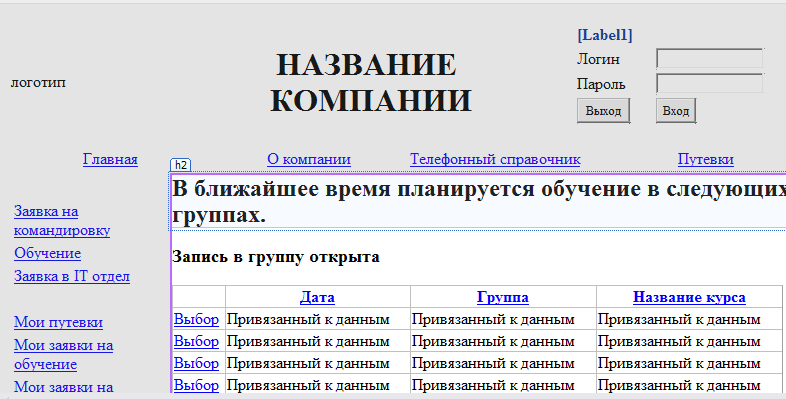 [Label1]
НАЗВАНИЕ
КОМПАНИИ
логотип
Логин
Пароль
Выход Вход
Главная О компании Телефонный справочник Путевки
h2
В ближайшее время планируется обучение в следующих
группах.
Заявка на
командировку
Обучение
Заявка в IT отдел
Мои путевки
Мои заявки на
обучение
Мои заявки на
Запись в группу открыта
Дата Группа Название курса
Выбор Привязанный к данным Привязанный к данным Привязанный к данным
Выбор Привязанный к данным Привязанный к данным Привязанный к данным
Выбор Привязанный к данным Привязанный к данным Привязанный к данным
Выбор Привязанный к данным Привязанный к данным Привязанный к данным